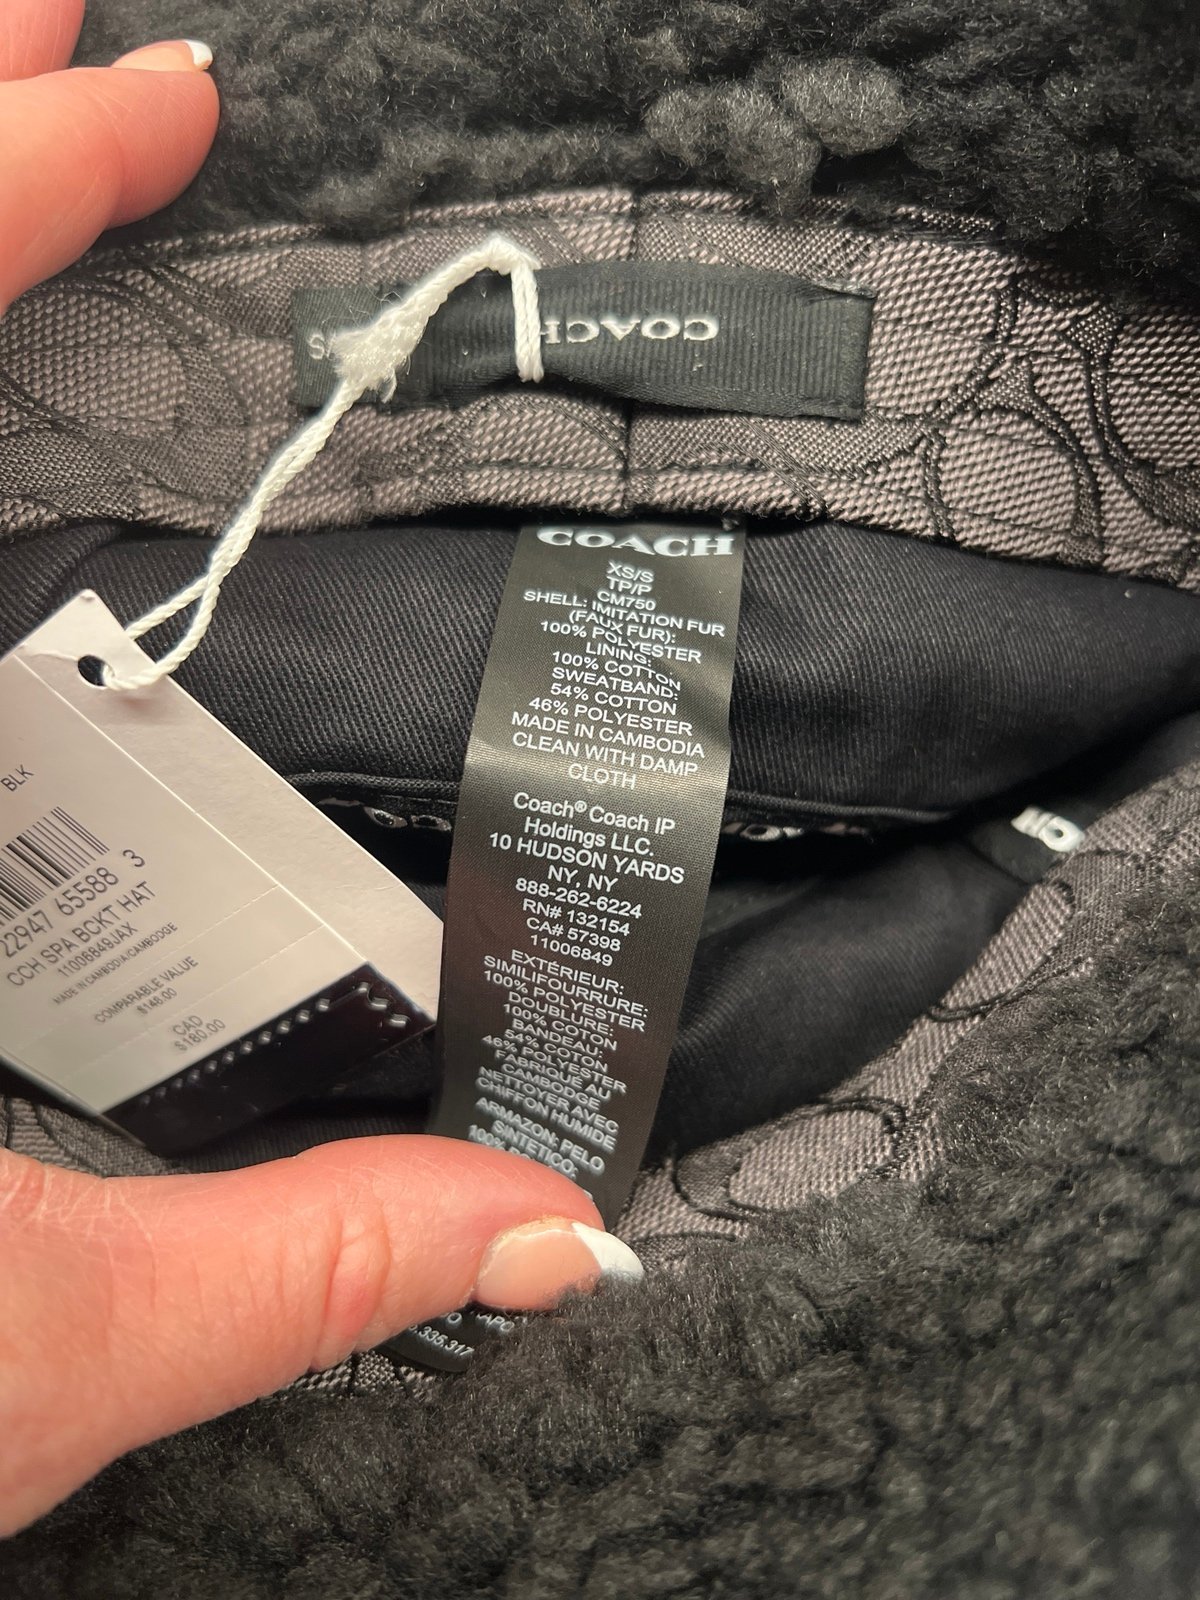 COACH
COACH
XS/S
TP/P
CM750
SHELL: IMITATION FUR
(FAUX FUR):
100% POLYESTER
LINING:
100% COTTON
SWEATBAND:
54% COTTON
46% POLYESTER
MADE IN CAMBODIA
CLEAN WITH DAMP
CLOTH
Coach® Coach IP
Holdings LLC.
10 HUDSON YARDS
NY, NY
888-262-6224
RN# 132154
CA# 57398
11006849
EXTÉRIEUR:
SIMILIFOURRURE:
100% POLYESTER
DOUBLURE:
100% COTON
BANDEAU:
54% COTON
46% POLYESTER
FABRIQUÉ AU
CAMBODGE
NETTOYER AVEC
CHIFFON HUMIDE
ARMAZON: PELO
SINTETICO:
100%
BLK
22947 65588 3
CCH SPA BCKT HAT
11006849JAX
MADE IN CAMBODIA/CAMBODGE
COMPARABLE VALUE
$148.00
CAD
$180.00